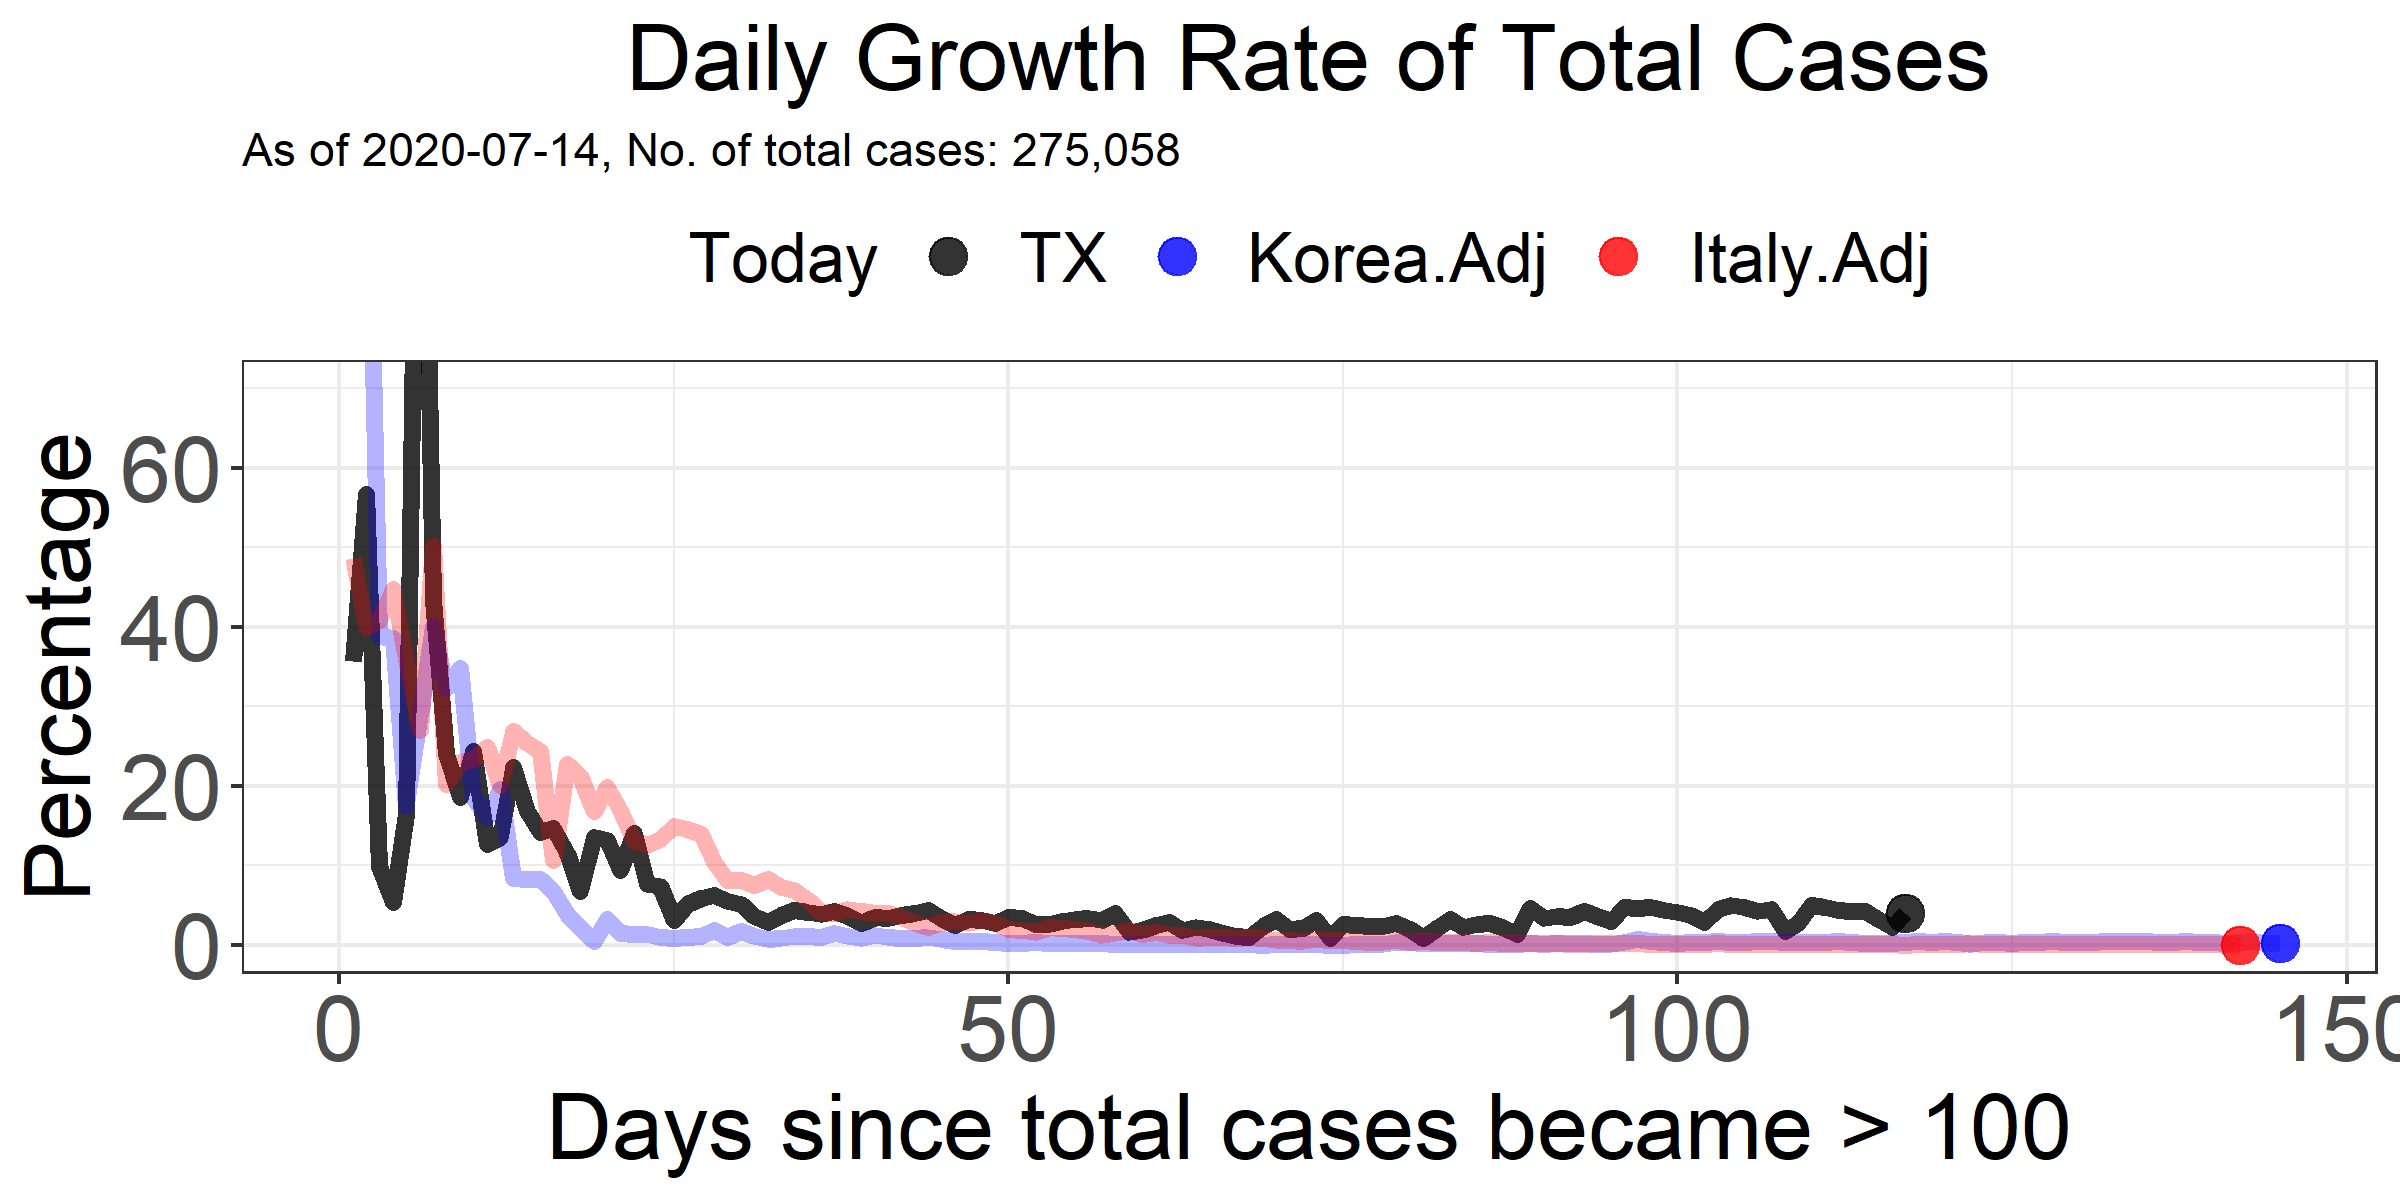 Daily Growth Rate of Total Cases
As of 2020-07-14, No. of total cases: 275,058
Today TX Korea.Adj Italy.Adj
Percentage
60
40
20
0
0 50 100 150
Days since total cases became > 100